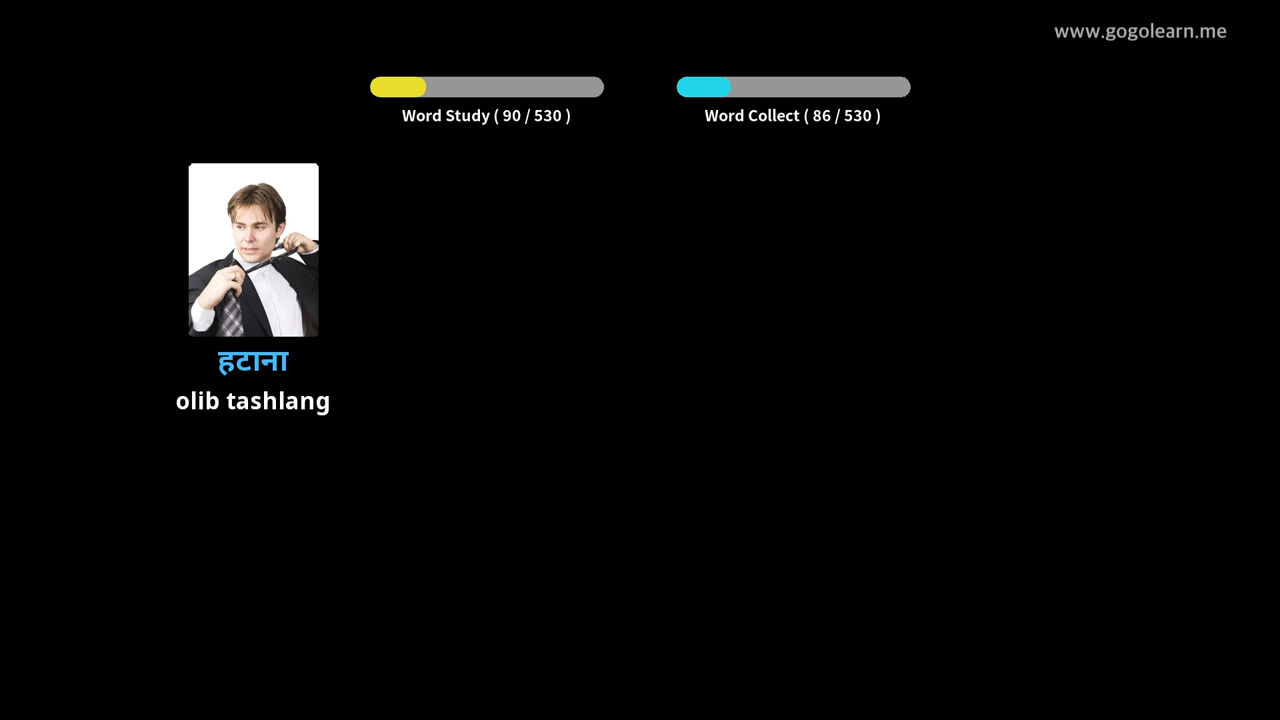 www.gogolearn.me
Word Study ( 90 / 530 )
Word Collect ( 86 / 530 )
हटाना
olib tashlang